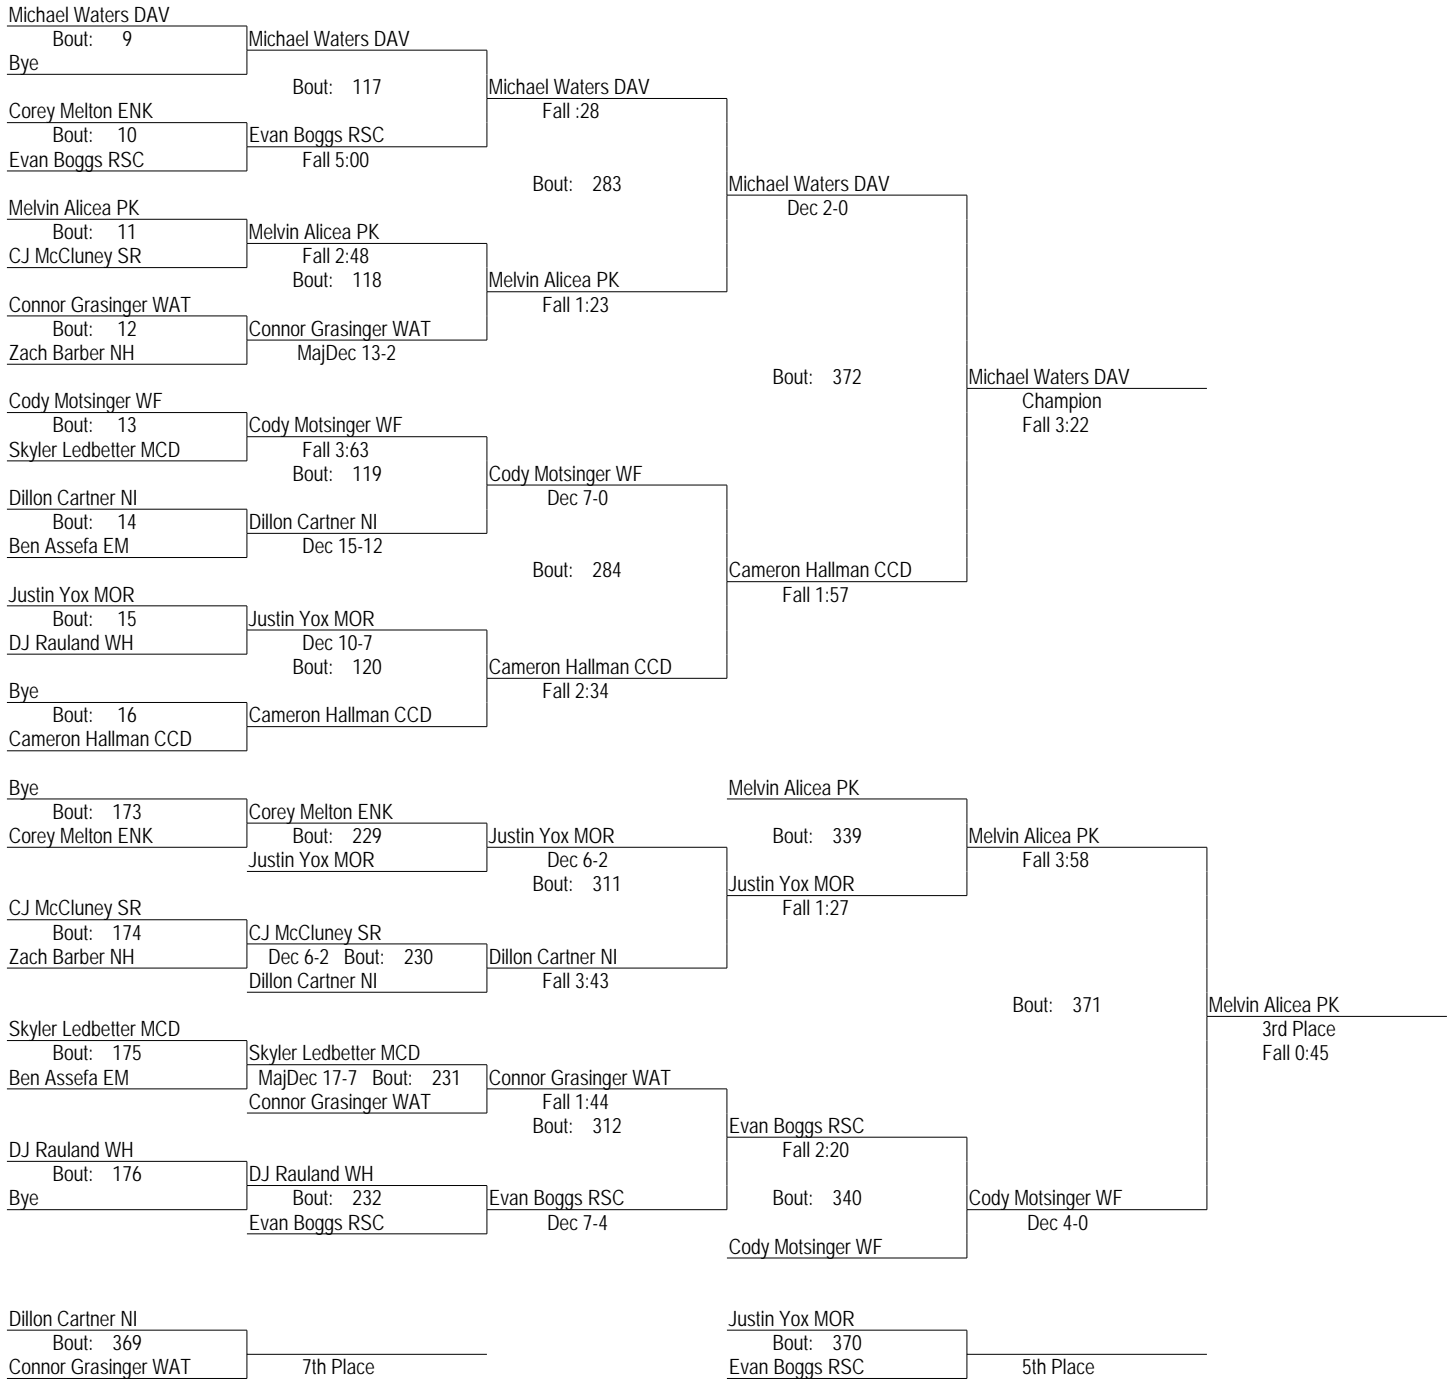 Michael Waters DAV
Bout: 9
Bye
Michael Waters DAV
Bout: 117
Corey Melton ENK
Bout: 10
Evan Boggs RSC
Evan Boggs RSC
Fall 5:00
Michael Waters DAV
Fall :28
Bout: 283
Melvin Alicea PK
Bout: 11
CJ McCluney SR
Melvin Alicea PK
Fall 2:48
Bout: 118
Connor Grasinger WAT
Bout: 12
Zach Barber NH
Connor Grasinger WAT
MajDec 13-2
Melvin Alicea PK
Fall 1:23
Michael Waters DAV
Dec 2-0
Bout: 372
Michael Waters DAV
Champion
Fall 3:22
Cody Motsinger WF
Bout: 13
Skyler Ledbetter MCD
Cody Motsinger WF
Fall 3:63
Bout: 119
Dillon Cartner NI
Bout: 14
Ben Assefa EM
Dillon Cartner NI
Dec 15-12
Cody Motsinger WF
Dec 7-0
Bout: 284
Justin Yox MOR
Bout: 15
DJ Rauland WH
Justin Yox MOR
Dec 10-7
Bout: 120
Bye
Bout: 16
Cameron Hallman CCD
Cameron Hallman CCD
Cameron Hallman CCD
Fall 2:34
Cameron Hallman CCD
Fall 1:57
Bye
Bout: 173
Corey Melton ENK
Corey Melton ENK
Bout: 229
Justin Yox MOR
Justin Yox MOR
Dec 6-2
Bout: 311
CJ McCluney SR
Bout: 174
Zach Barber NH
CJ McCluney SR
Dec 6-2 Bout: 230
Dillon Cartner NI
Dillon Cartner NI
Fall 3:43
Melvin Alicea PK
Bout: 339
Justin Yox MOR
Fall 1:27
Melvin Alicea PK
Fall 3:58
Bout: 371
Melvin Alicea PK
3rd Place
Fall 0:45
Skyler Ledbetter MCD
Bout: 175
Ben Assefa EM
Skyler Ledbetter MCD
MajDec 17-7 Bout: 231
Connor Grasinger WAT
Connor Grasinger WAT
Fall 1:44
Bout: 312
DJ Rauland WH
Bout: 176
Bye
DJ Rauland WH
Bout: 232
Evan Boggs RSC
Evan Boggs RSC
Dec 7-4
Evan Boggs RSC
Fall 2:20
Bout: 340
Cody Motsinger WF
Cody Motsinger WF
Dec 4-0
Dillon Cartner NI
Bout: 369
Connor Grasinger WAT
7th Place
Justin Yox MOR
Bout: 370
Evan Boggs RSC
5th Place